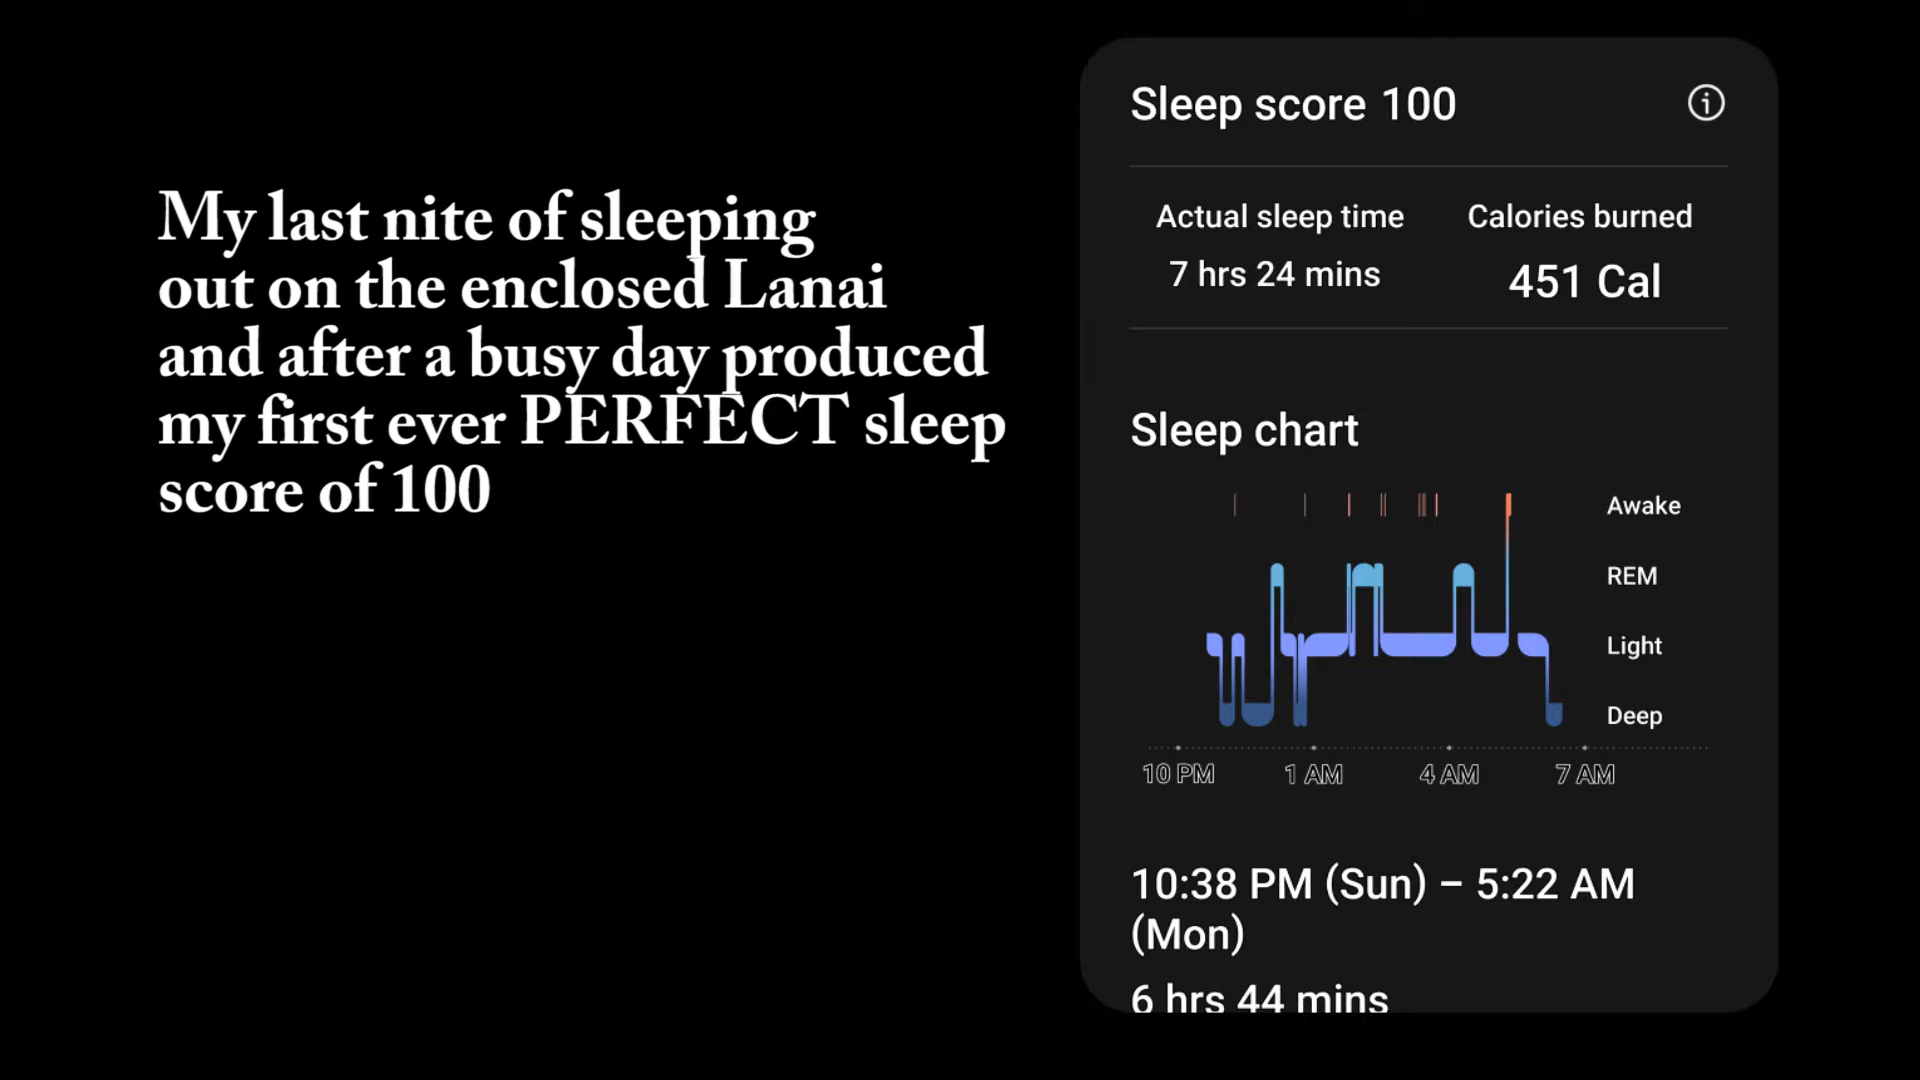 My last nite of sleeping
out on the enclosed Lanai
and after a busy day produced
my first ever PERFECT sleep
score of 100
Sleep score 100
Actual sleep time
7 hrs 24 mins
Calories burned
451 Cal
Sleep chart
Awake
REM
Light
Deep
10 PM 1 AM 4 AM 7 AM
10:38 PM (Sun) – 5:22 AM
(Mon)
6 hrs 44 mins